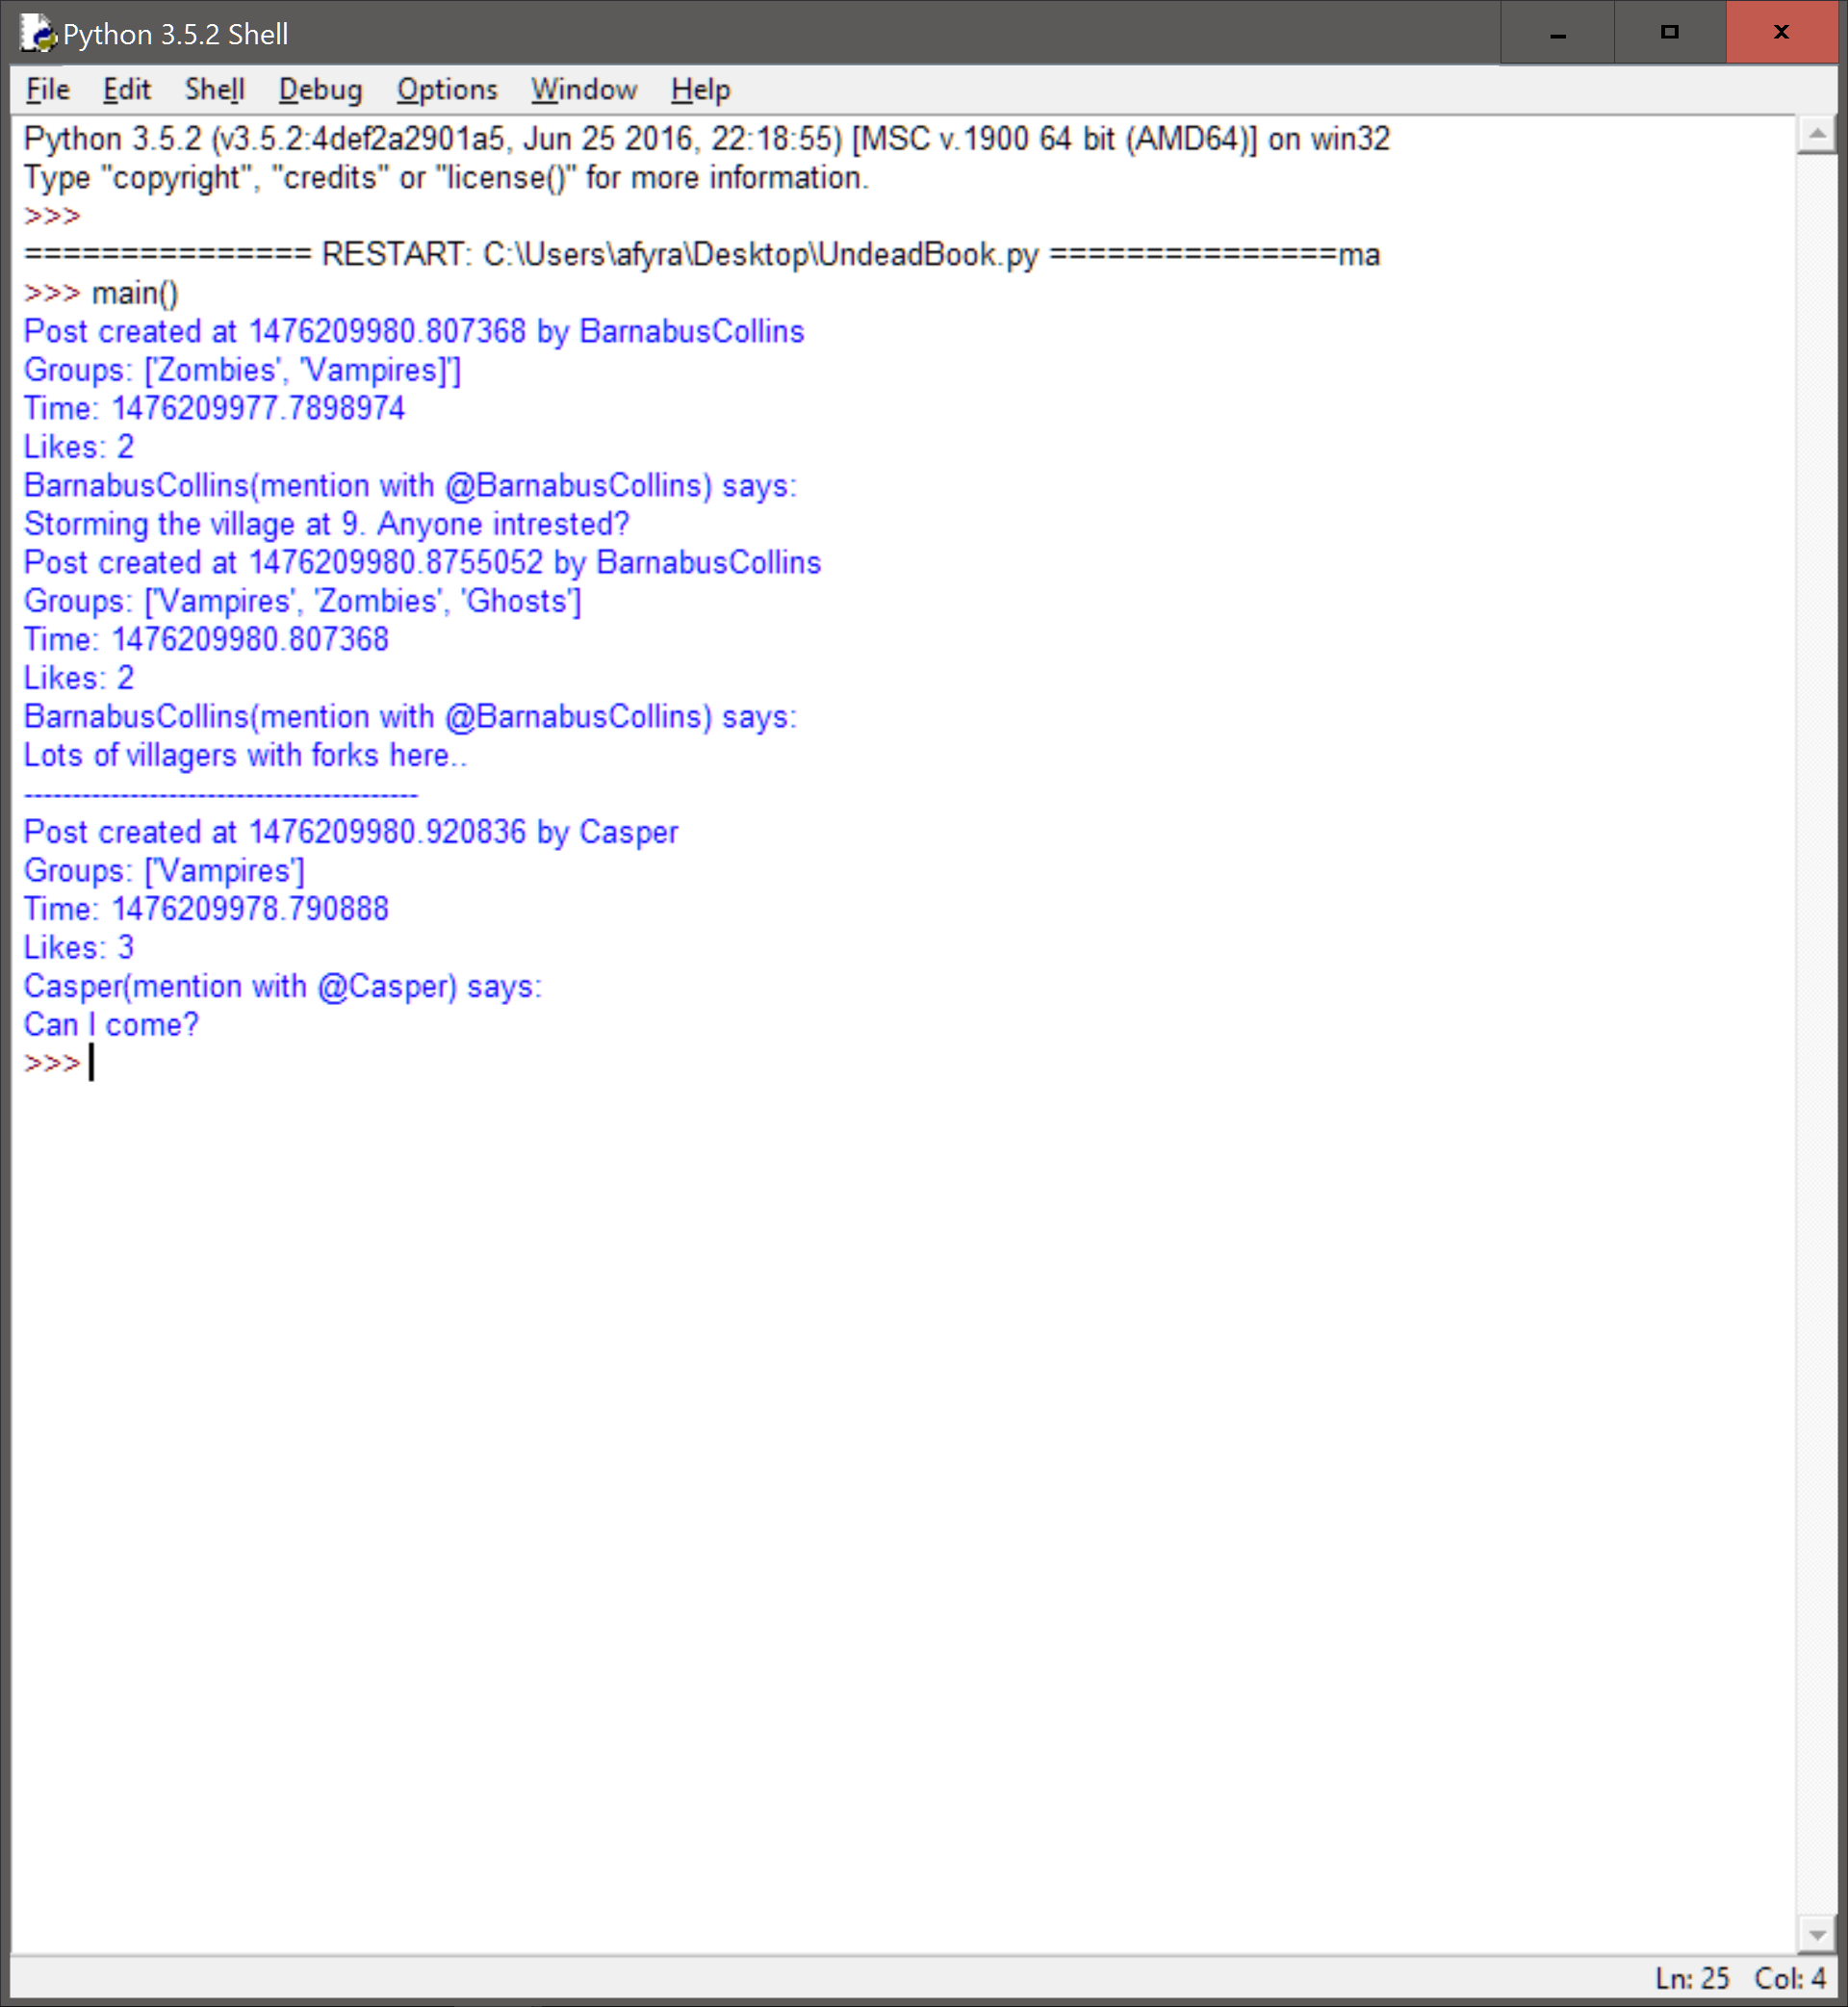 Python 3.5.2 Shell
File Edit Shell Debug Options Window Help
Python 3.5.2 (v3.5.2:4def2a2901a5, Jun 25 2016, 22:18:55) [MSC v.1900 64 bit (AMD64)] on win32
Type "copyright", "credits" or "license()" for more information.
>>>
=============== RESTART: C:\Users\afyra\Desktop\UndeadBook.py ===============ma
>>> main()
Post created at 1476209980.807368 by BarnabusCollins
Groups: ['Zombies', 'Vampires]']
Time: 1476209977.7898974
Likes: 2
BarnabusCollins(mention with @BarnabusCollins) says:
Storming the village at 9. Anyone intrested?
Post created at 1476209980.8755052 by BarnabusCollins
Groups: ['Vampires', 'Zombies', 'Ghosts']
Time: 1476209980.807368
Likes: 2
BarnabusCollins(mention with @BarnabusCollins) says:
Lots of villagers with forks here..
----------------------------------------
Post created at 1476209980.920836 by Casper
Groups: ['Vampires']
Time: 1476209978.790888
Likes: 3
Casper(mention with @Casper) says:
Can I come?
>>>
Ln: 25 Col: 4